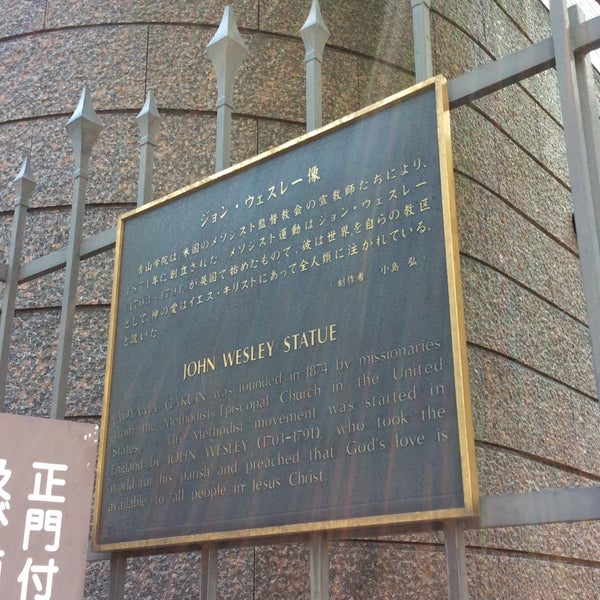 ジョン・ウェスレー像
青山学院は、米国のメソジスト監督教会の宣教師たちにより、
1874年に創立された。メソジスト運動はジョン・ウェスレー
(1703-1791)が英国で始めたもので、彼は世界を自らの教区
として、神の愛はイエス・キリストにあって全人類に注がれている、
と説いた。
〔制作者 小島 弘〕
JOHN WESLEY STATUE
AOYAMA GAKUIN was founded in 1874 by missionaries
from the Methodist Episcopal Church in the United
States. The Methodist movement was started in
England by JOHN WESLEY (1703-1791), who took the
world for his parish and preached that God's love is
available to all people in Jesus Christ.
正門付